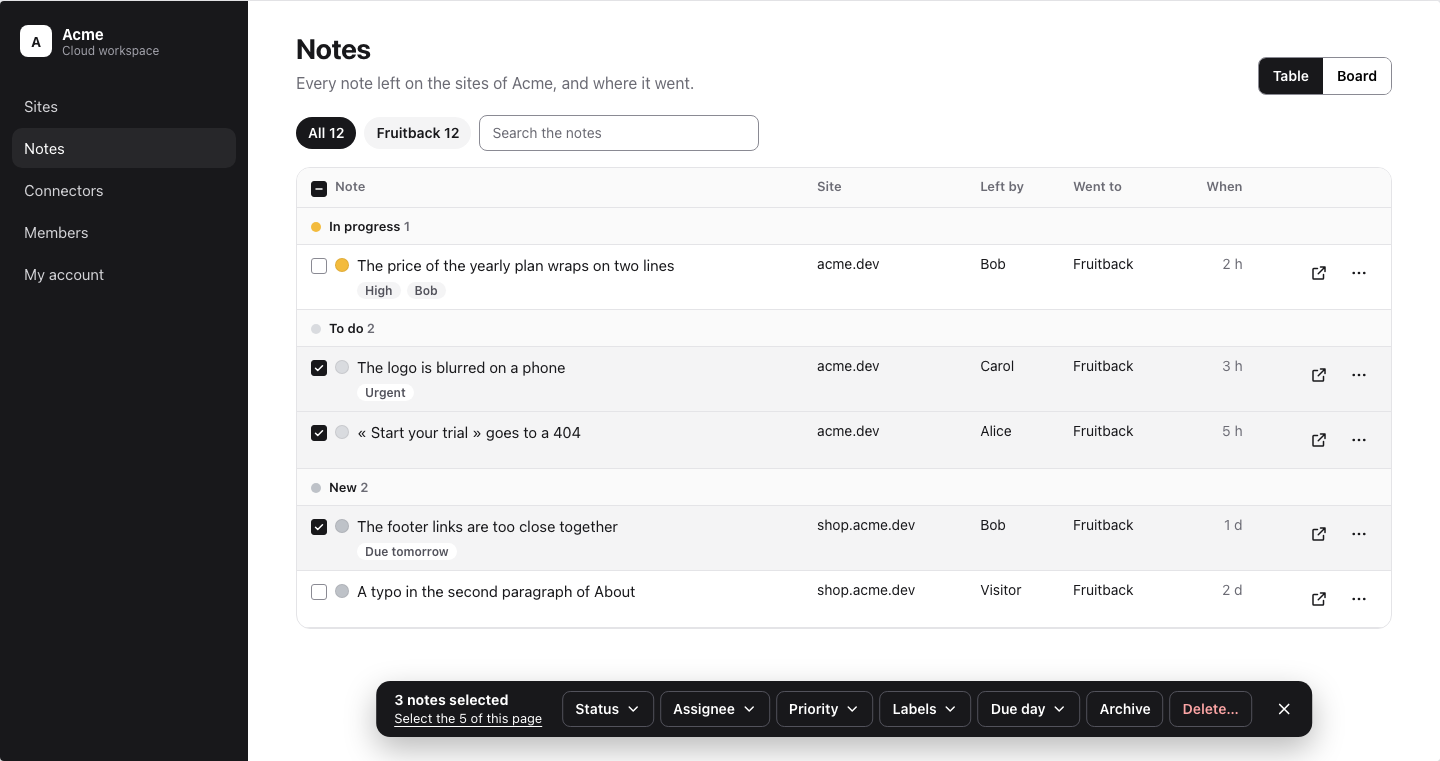 A
Acme
Cloud workspace
Sites
Notes
Connectors
Members
My account
Notes
Every note left on the sites of Acme, and where it went.
Table Board
All 12 Fruitback 12 Search the notes
Note Site Left by Went to When
In progress 1
The price of the yearly plan wraps on two lines acme.dev Bob Fruitback 2 h
High Bob
To do 2
The logo is blurred on a phone acme.dev Carol Fruitback 3 h
Urgent
« Start your trial » goes to a 404 acme.dev Alice Fruitback 5 h
New 2
The footer links are too close together shop.acme.dev Bob Fruitback 1 d
Due tomorrow
A typo in the second paragraph of About shop.acme.dev Visitor Fruitback 2 d
3 notes selected
Select the 5 of this page
Status Assignee Priority Labels Due day Archive Delete...